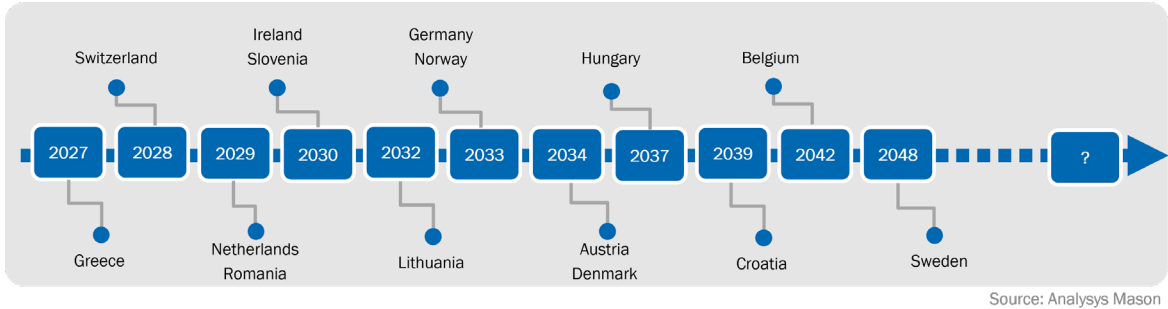 Switzerland
Ireland
Slovenia
Germany
Norway
Hungary
Belgium
2027
2028
2029
2030
2032
2033
2034
2037
2039
2042
2048
?
Greece
Netherlands
Romania
Lithuania
Austria
Denmark
Croatia
Sweden
Source: Analysys Mason